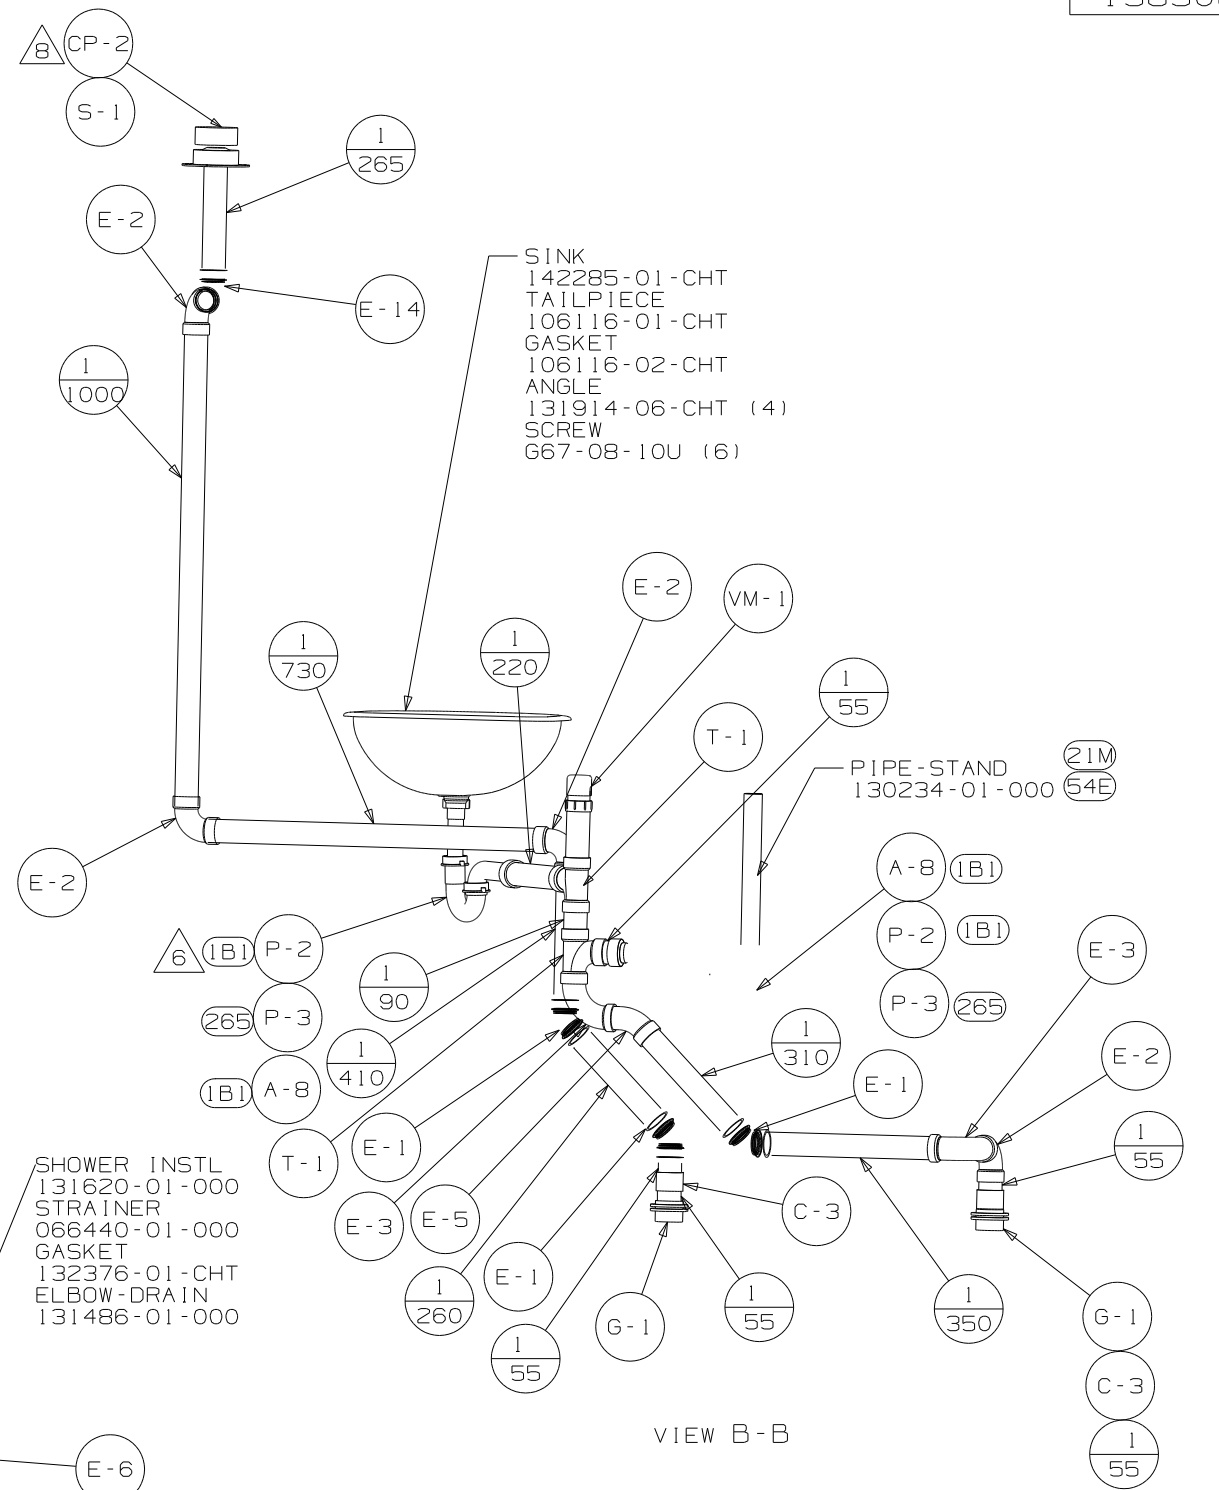 8
CP-2
S-1
1
265
E-2
E-14
1
1000
SINK
142285-01-CHT
TAILPIECE
106116-01-CHT
GASKET
106116-02-CHT
ANGLE
131914-06-CHT (4)
SCREW
G67-08-10U (6)
E-2
VM-1
1
730
1
220
1
55
T-1
PIPE-STAND
130234-01-000
21M
54E
E-2
A-8
1B1
P-2
1B1
P-3
265
6
1B1
P-2
265
P-3
1B1
A-8
1
90
1
410
E-3
E-2
1
310
E-1
1
55
SHOWER INSTL
131620-01-000
STRAINER
066440-01-000
GASKET
132376-01-CHT
ELBOW-DRAIN
131486-01-000
T-1
E-1
E-3
E-5
1
260
E-1
1
55
G-1
C-3
1
55
1
350
G-1
C-3
1
55
VIEW B-B
E-6